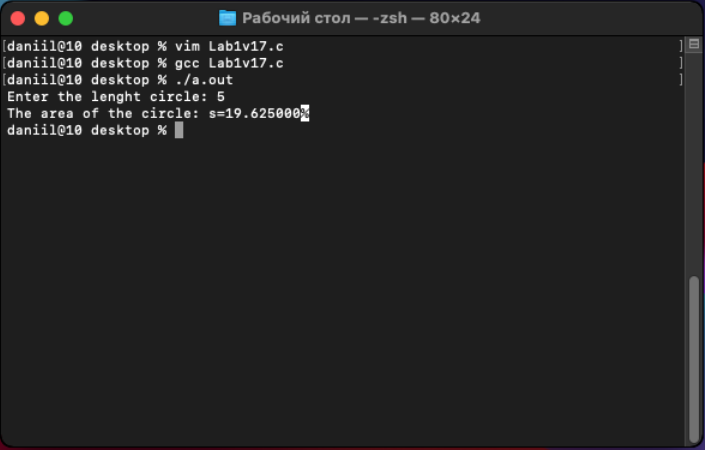 Рабочий стол — -zsh — 80×24
[daniil@10 desktop % vim Lab1v17.c ]
[daniil@10 desktop % gcc Lab1v17.c ]
[daniil@10 desktop % ./a.out ]
Enter the lenght circle: 5
The area of the circle: s=19.625000%
daniil@10 desktop %